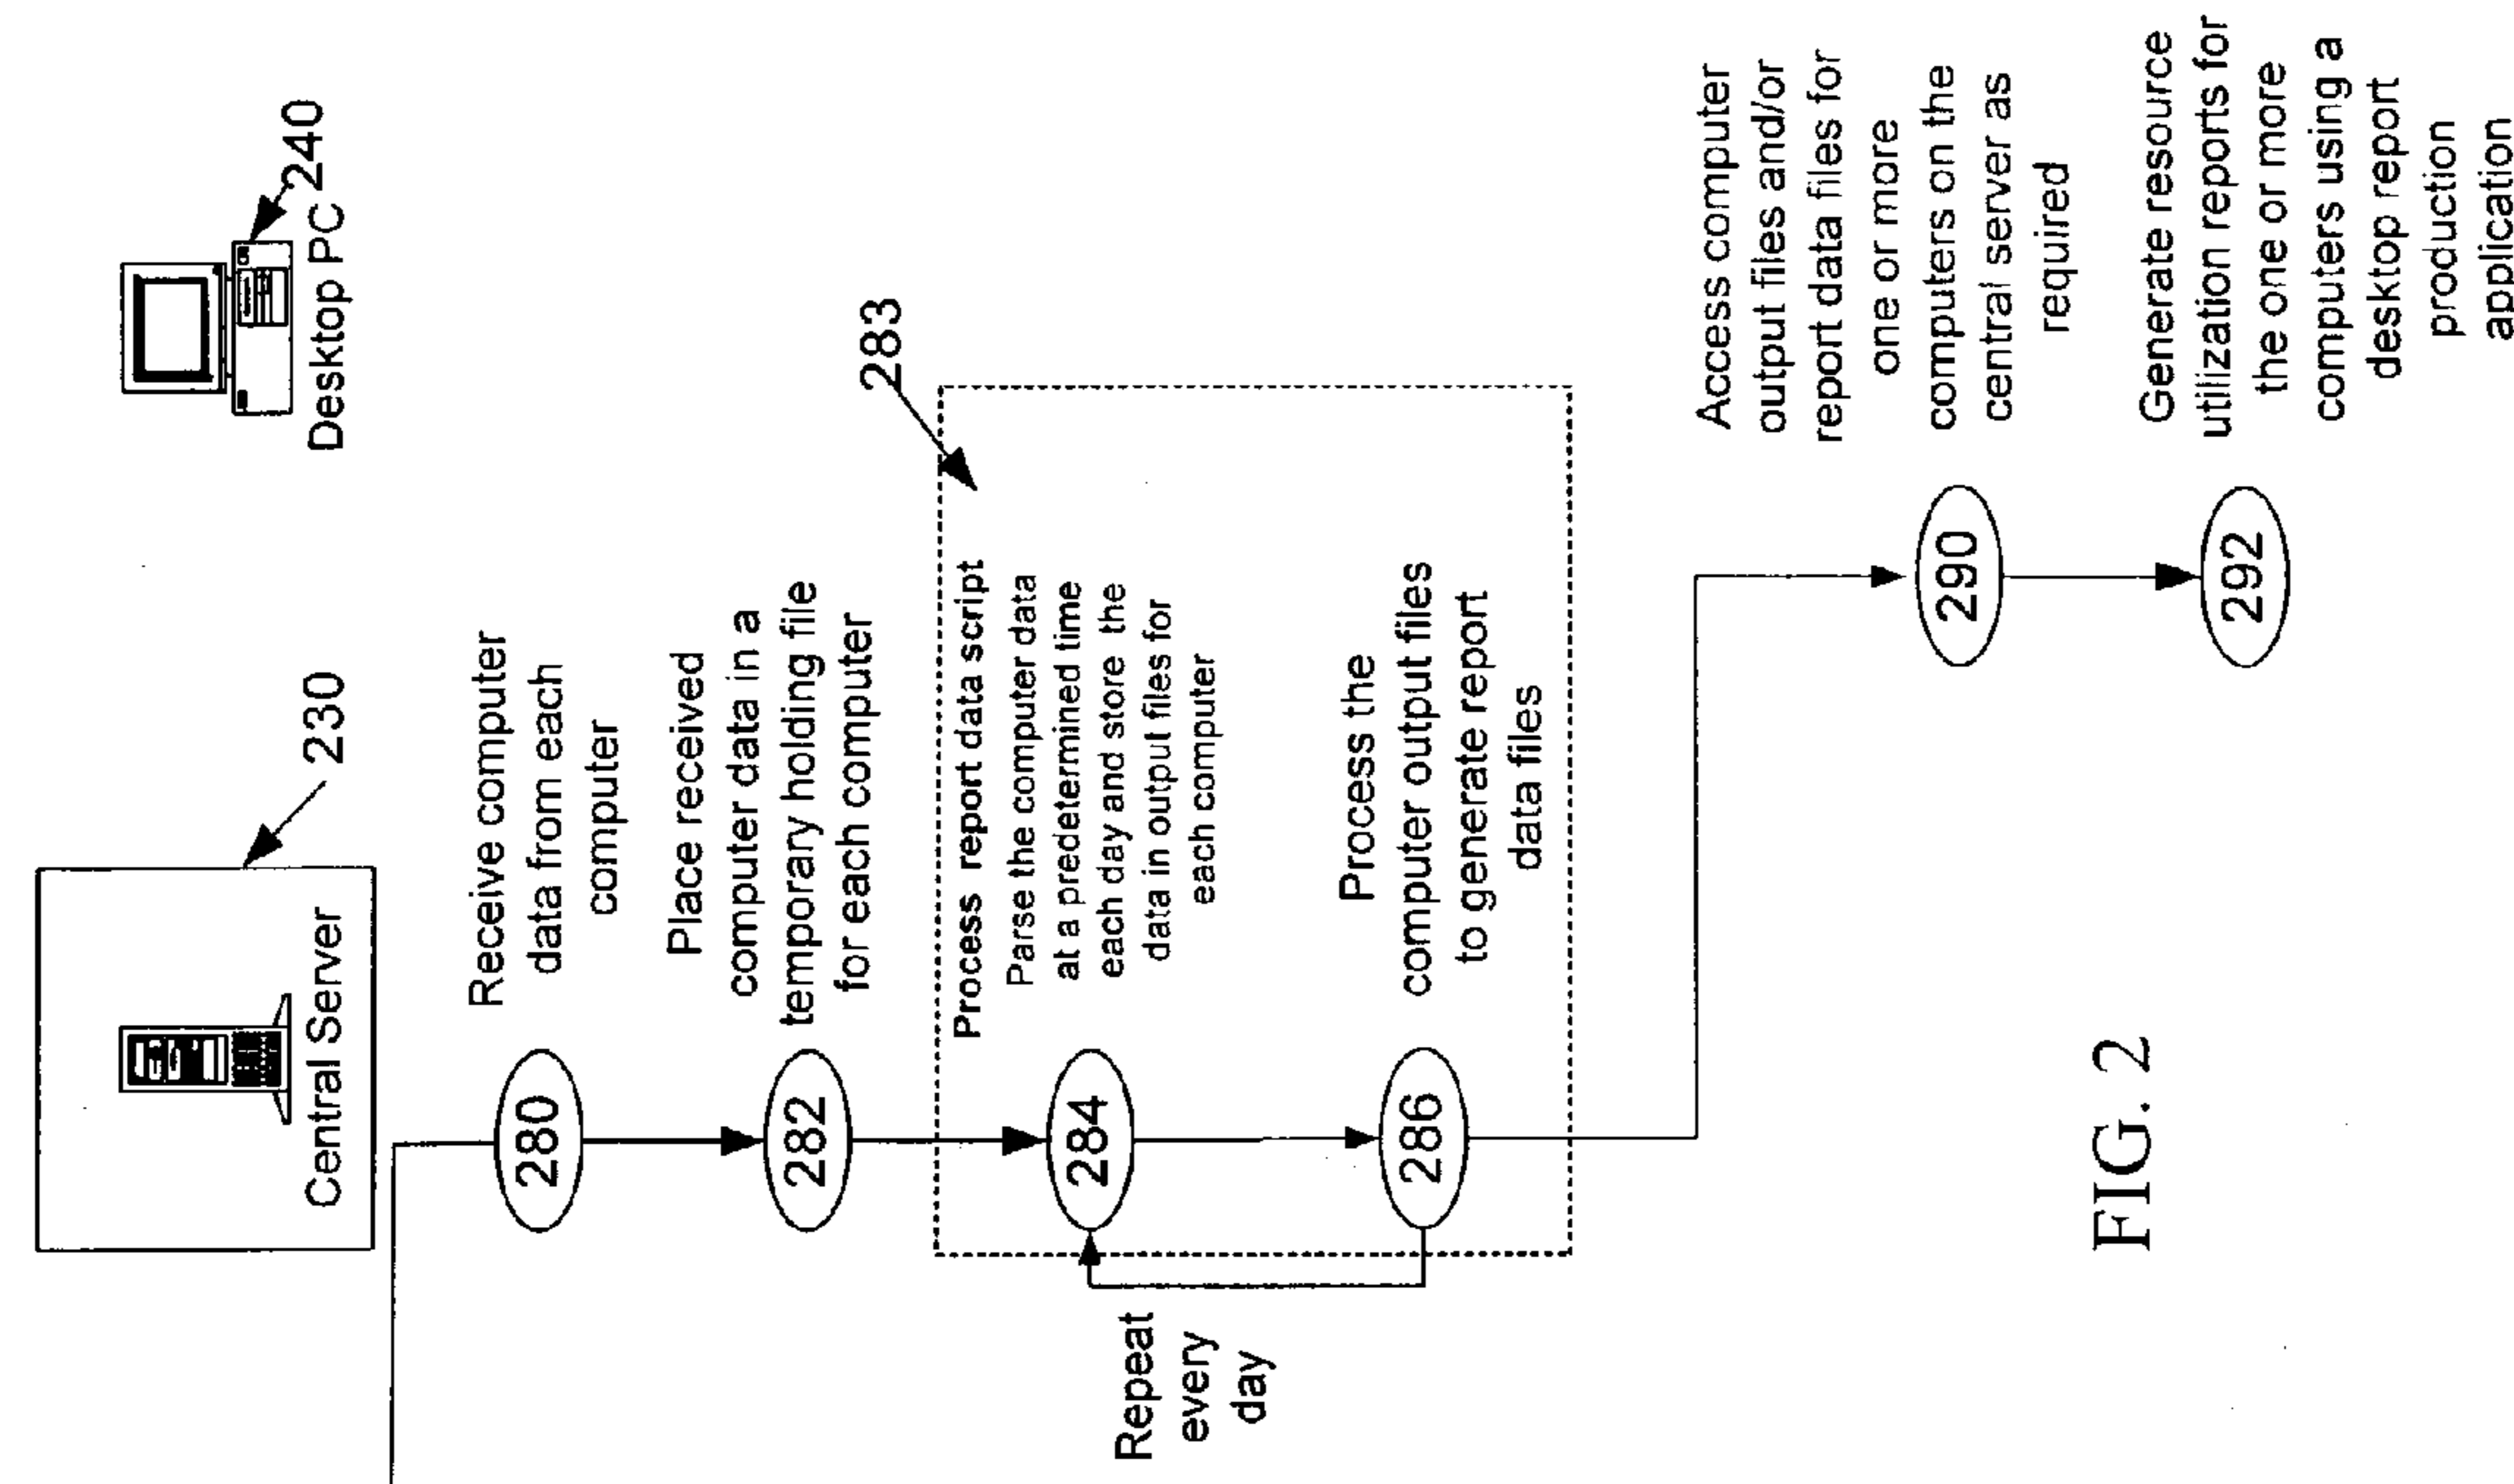 230
Central Server
240
Desktop PC
280
Receive computer
data from each
computer
282
Place received
computer data in a
temporary holding file
for each computer
283
Process report data script
284
Parse the computer data
at a predetermined time
each day and store the
data in output files for
each computer
286
Process the
computer output files
to generate report
data files
Repeat
every
day
290
Access computer
output files and/or
report data files for
one or more
computers on the
central server as
required
292
Generate resource
utilization reports for
the one or more
computers using a
desktop report
production
application
FIG. 2